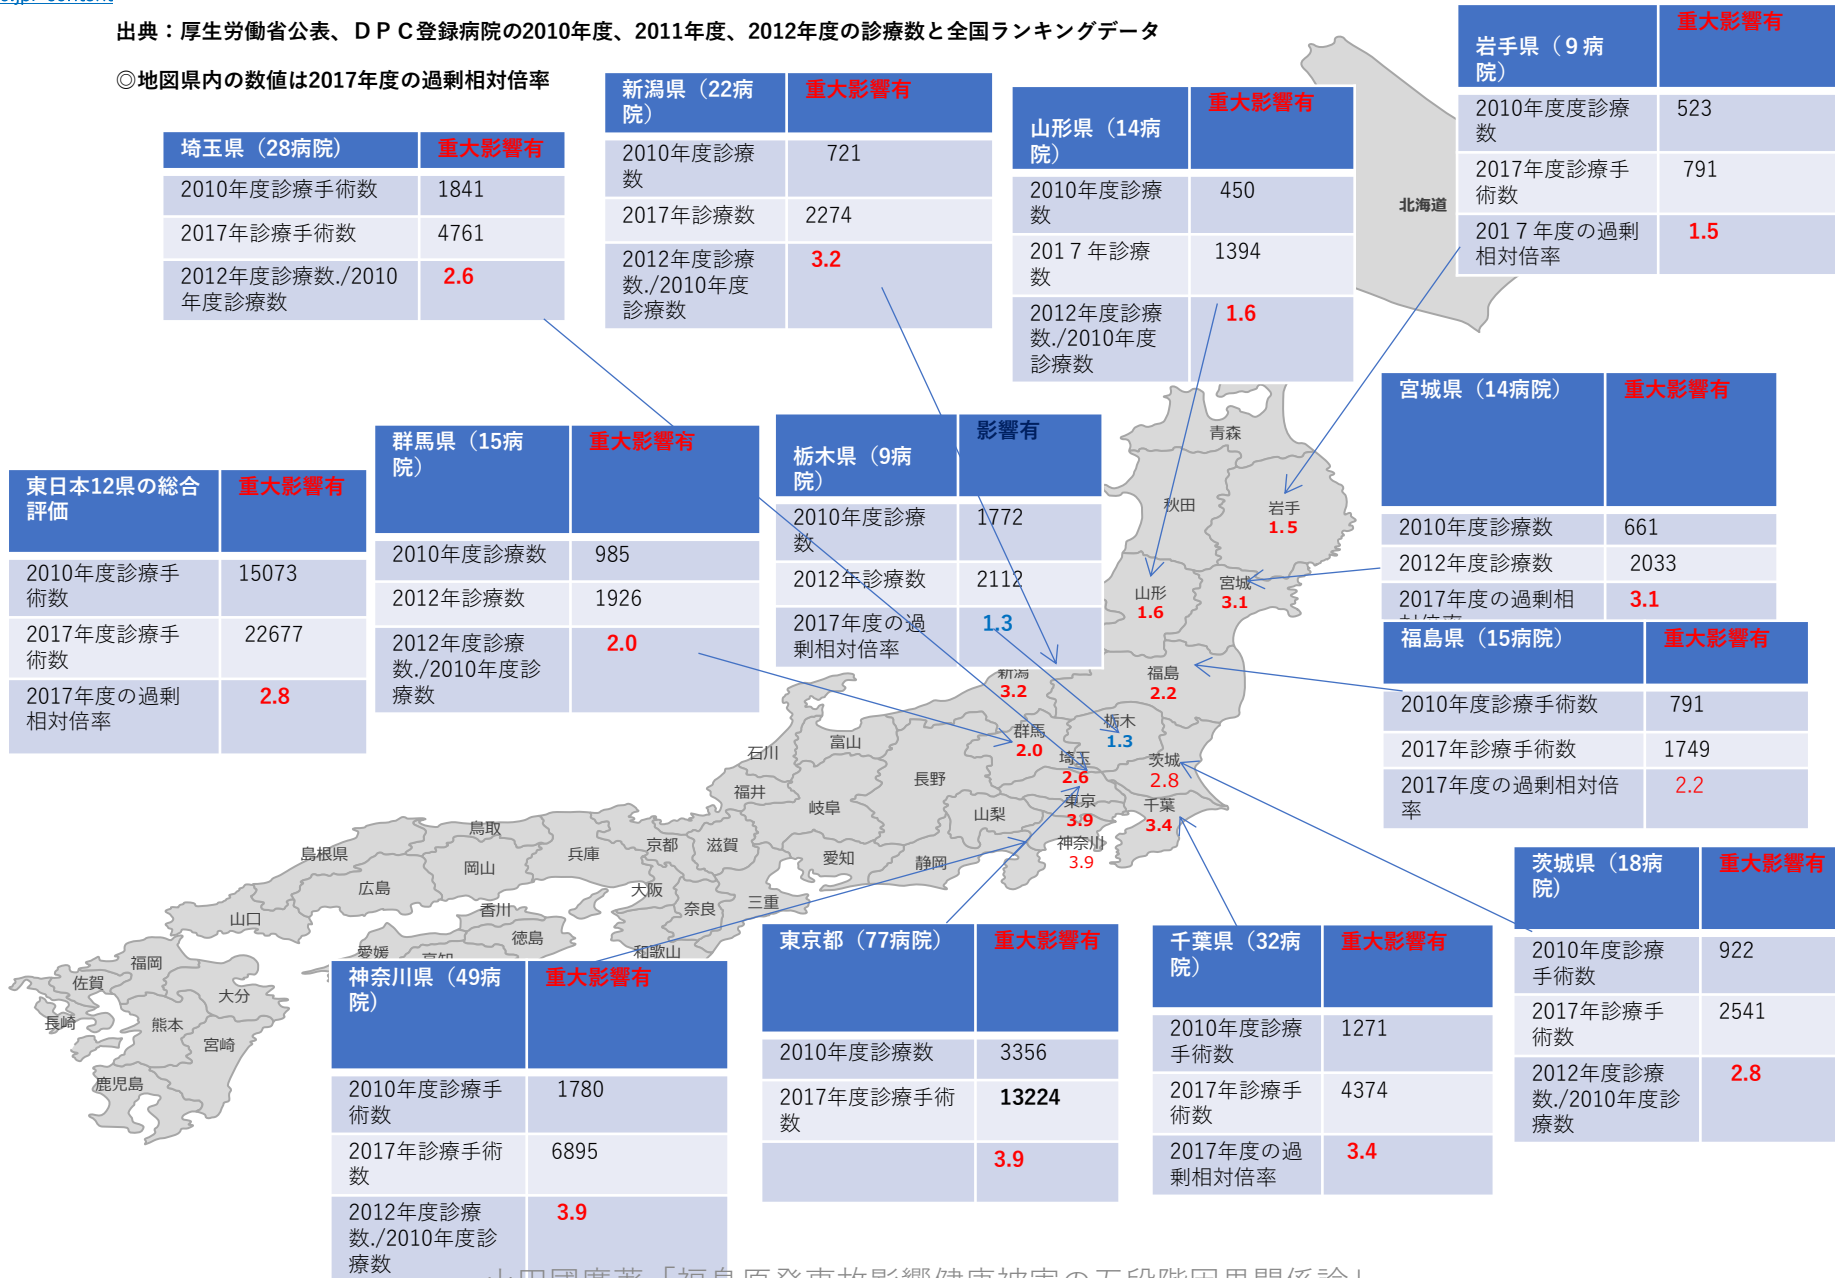 出典：厚生労働省公表、ＤＰＣ登録病院の2010年度、2011年度、2012年度の診療数と全国ランキングデータ
◎地図県内の数値は2017年度の過剰相対倍率
埼玉県（28病院） 重大影響有
2010年度診療手術数 1841
2017年診療手術数 4761
2012年度診療数./2010
年度診療数 2.6
新潟県（22病
院） 重大影響有
2010年度診療
数 721
2017年診療数 2274
2012年度診療
数./2010年度
診療数 3.2
山形県（14病
院） 重大影響有
2010年度診療
数 450
201７年診療
数 1394
2012年度診療
数./2010年度
診療数 1.6
岩手県（９病
院） 重大影響有
2010年度度診療
数 523
2017年度診療手
術数 791
201７年度の過剰
相対倍率 1.5
宮城県（14病院） 重大影響有
2010年度診療数 661
2012年度診療数 2033
2017年度の過剰相 3.1
福島県（15病院） 重大影響有
2010年度診療手術数 791
2017年診療手術数 1749
2017年度の過剰相対倍
率 2.2
東日本12県の総合
評価 重大影響有
2010年度診療手
術数 15073
2017年度診療手
術数 22677
2017年度の過剰
相対倍率 2.8
群馬県（15病
院） 重大影響有
2010年度診療数 985
2012年診療数 1926
2012年度診療
数./2010年度診
療数 2.0
栃木県（9病
院） 影響有
2010年度診療
数 1772
2012年診療数 2112
2017年度の過
剰相対倍率 1.3
茨城県（18病
院） 重大影響有
2010年度診療
手術数 922
2017年診療手
術数 2541
2012年度診療
数./2010年度診
療数 2.8
千葉県（32病
院） 重大影響有
2010年度診療
手術数 1271
2017年診療手
術数 4374
2017年度の過
剰相対倍率 3.4
東京都（77病院） 重大影響有
2010年度診療数 3356
2017年度診療手術
数 13224
3.9
神奈川県（49病
院） 重大影響有
2010年度診療手
術数 1780
2017年診療手術
数 6895
2012年度診療
数./2010年度診
療数 3.9
北海道
青森
秋田
岩手
1.5
山形
1.6
宮城
3.1
新潟
3.2
福島
2.2
群馬
2.0
栃木
1.3
埼玉
2.6
茨城
2.8
東京
3.9
千葉
3.4
神奈川
3.9
石川
富山
長野
福井
岐阜
山梨
愛知
静岡
鳥取
島根県
岡山
兵庫
京都
滋賀
広島
大阪
奈良
三重
山口
香川
徳島
愛媛
高知
和歌山
福岡
佐賀
大分
長崎
熊本
宮崎
鹿児島
山田國廣著「福島原発事故影響健康被害の五段階因果関係論」